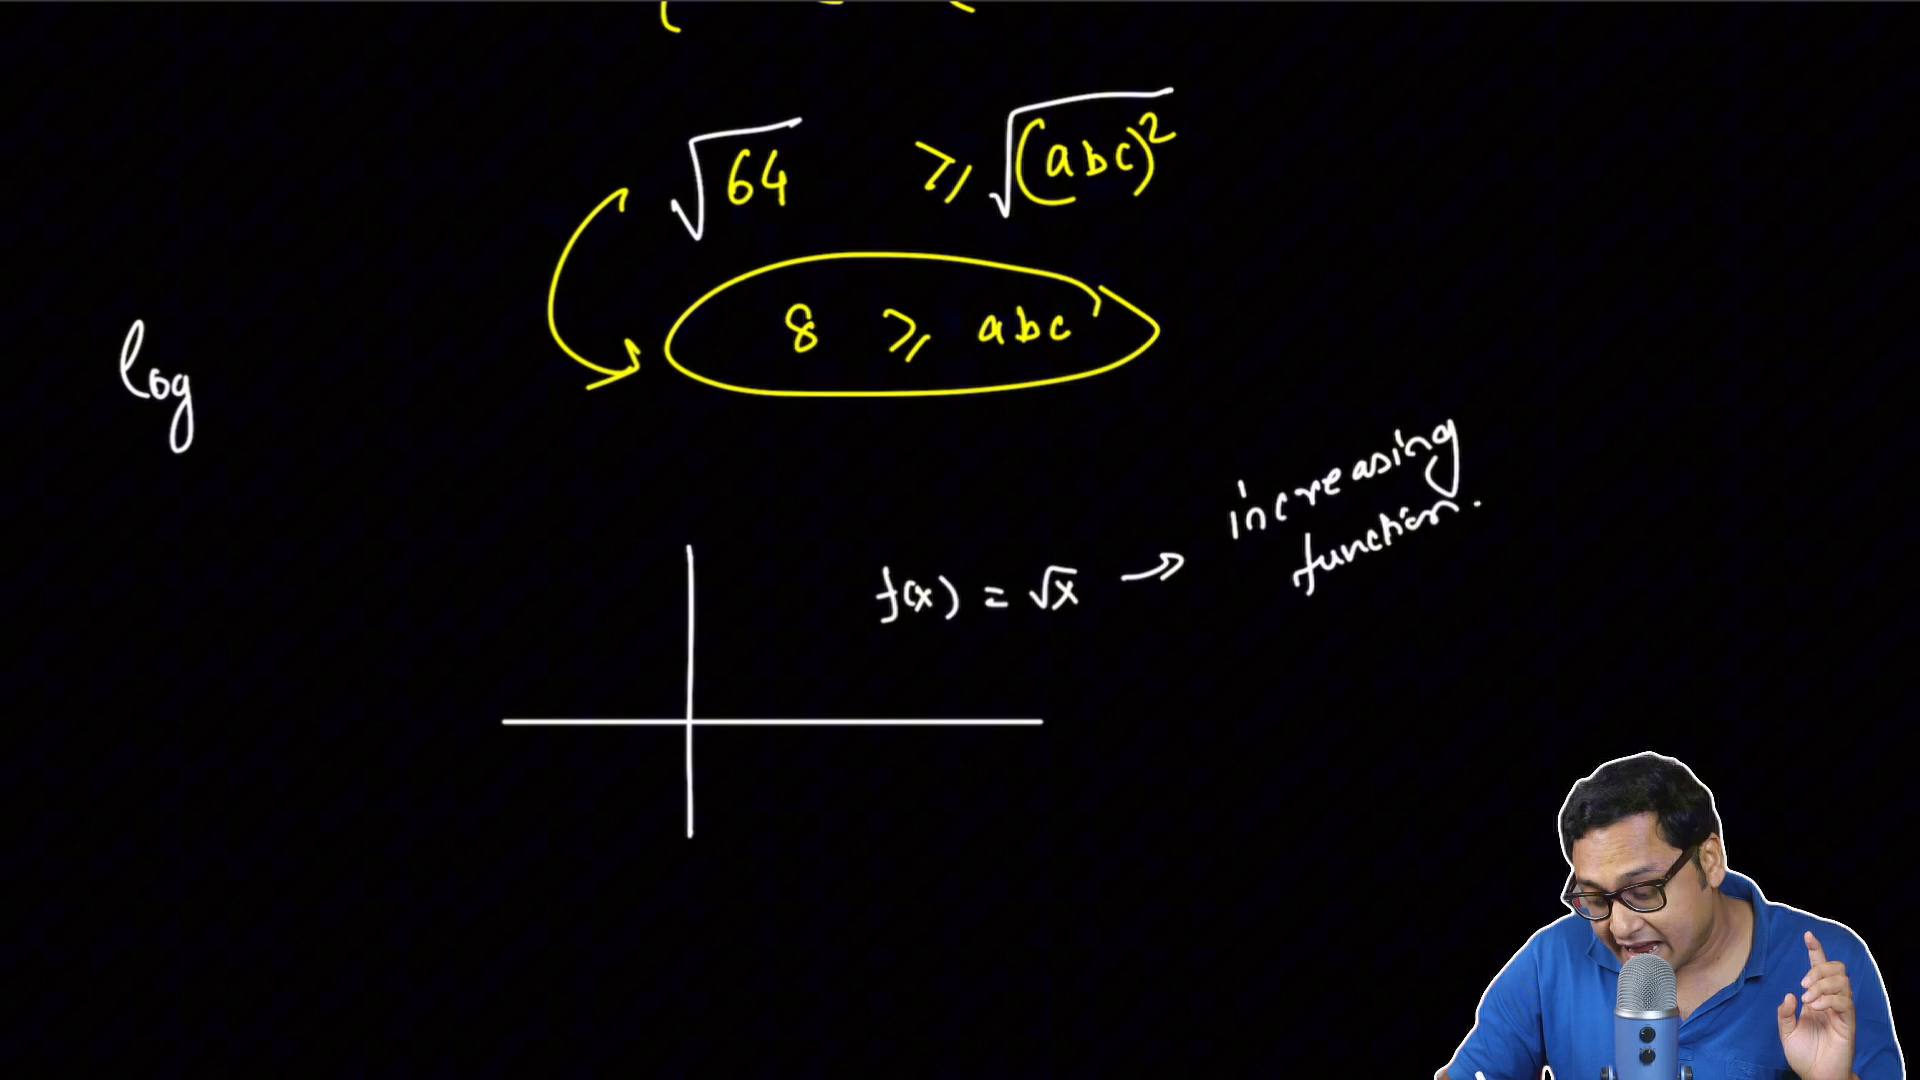 √64 ⩾ √(abc)²
8 ⩾ abc
log
increasing
function.
f(x) = √x →